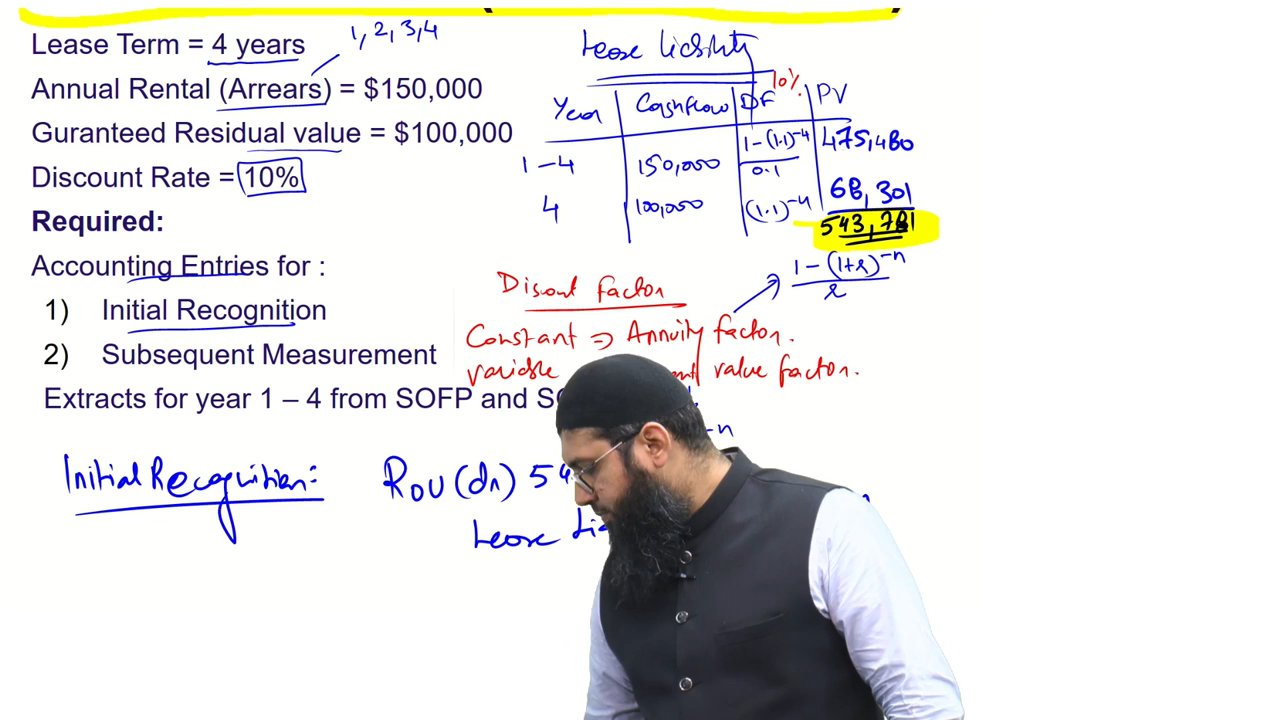 Lease Term = 4 years
1, 2, 3, 4
Annual Rental (Arrears) = $150,000
Guranteed Residual value = $100,000
Discount Rate = 10%
Required:
Accounting Entries for :
1) Initial Recognition
2) Subsequent Measurement
Extracts for year 1 – 4 from SOFP and
Lease liability
10%
Year Cashflow DF PV
1 – 4 150,000 1-(1.1)^-4 / 0.1 475,480
4 100,000 (1.1)^-4 68,301
543,781
1-(1+r)^-n / r
Discout factor
Constant => Annuity factor.
variable value factor.
-n
Initial Recognition:- ROU (dr) 54
Lease